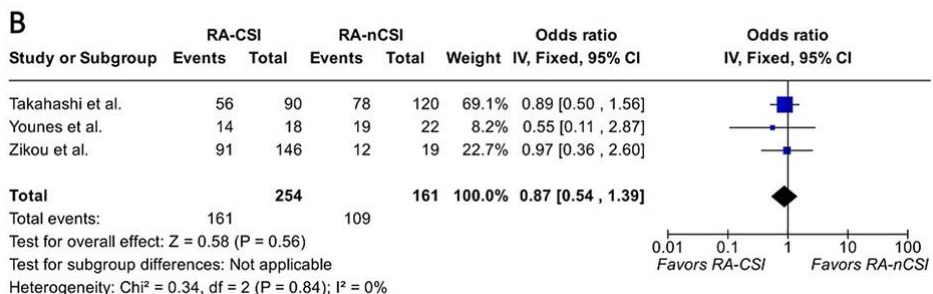 B
RA-CSI RA-nCSI Odds ratio Odds ratio
Study or Subgroup Events Total Events Total Weight IV, Fixed, 95% CI IV, Fixed, 95% CI
Takahashi et al. 56 90 78 120 69.1% 0.89 [0.50 , 1.56]
Younes et al. 14 18 19 22 8.2% 0.55 [0.11 , 2.87]
Zikou et al. 91 146 12 19 22.7% 0.97 [0.36 , 2.60]
Total 254 161 100.0% 0.87 [0.54 , 1.39]
Total events: 161 109
Test for overall effect: Z = 0.58 (P = 0.56)
Test for subgroup differences: Not applicable
Heterogeneity: Chi² = 0.34, df = 2 (P = 0.84); I² = 0%
0.01 0.1 1 10 100
Favors RA-CSI Favors RA-nCSI